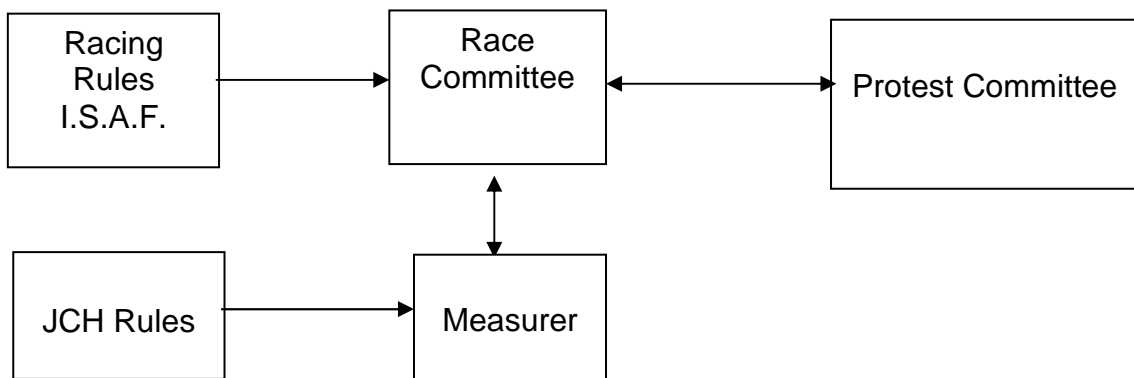 Racing
Rules
I.S.A.F.
Race
Committee
Protest Committee
JCH Rules
Measurer